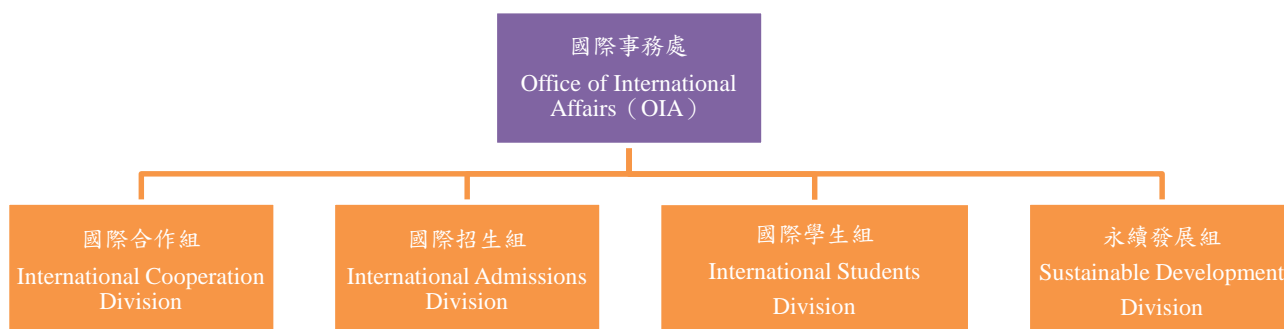 國際事務處
Office of International
Affairs（OIA）
國際合作組
International Cooperation
Division
國際招生組
International Admissions
Division
國際學生組
International Students
Division
永續發展組
Sustainable Development
Division